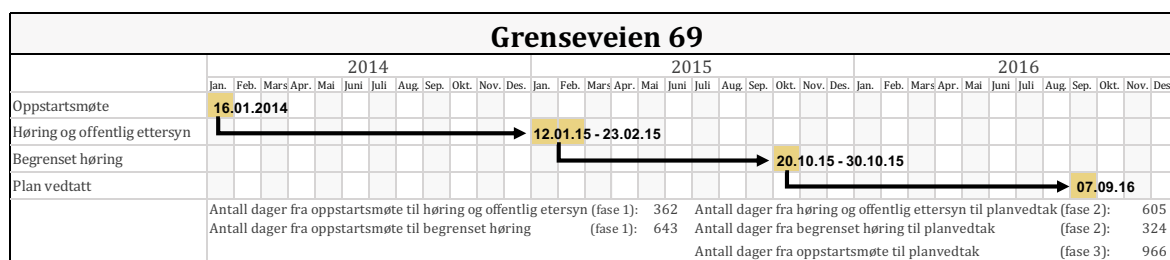 Grenseveien 69
2014 2015 2016
Jan. Feb. Mars Apr. Mai Juni Juli Aug. Sep. Okt. Nov. Des. Jan. Feb. Mars Apr. Mai Juni Juli Aug. Sep. Okt. Nov. Des. Jan. Feb. Mars Apr. Mai Juni Juli Aug. Sep. Okt. Nov. Des
Oppstartsmøte 16.01.2014
Høring og offentlig ettersyn 12.01.15 - 23.02.15
Begrenset høring 20.10.15 - 30.10.15
Plan vedtatt 07.09.16
Antall dager fra oppstartsmøte til høring og offentlig etersyn (fase 1): 362 Antall dager fra høring og offentlig ettersyn til planvedtak (fase 2): 605
Antall dager fra oppstartsmøte til begrenset høring (fase 1): 643 Antall dager fra begrenset høring til planvedtak (fase 2): 324
Antall dager fra oppstartsmøte til planvedtak (fase 3): 966